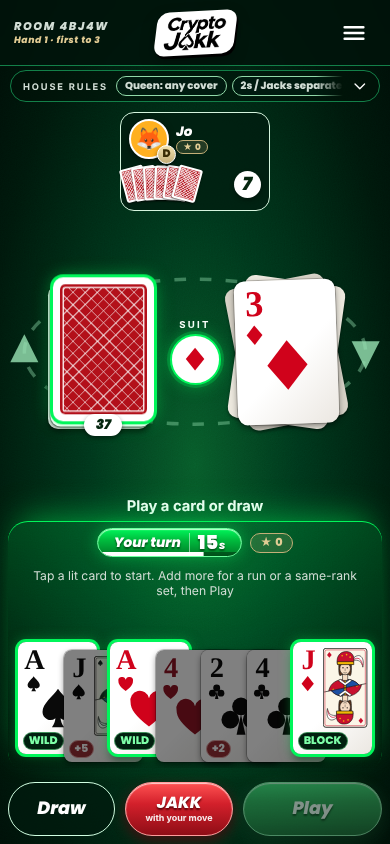 ROOM 4BJ4W
Hand 1 · first to 3
Crypto
Jakk
HOUSE RULES
Queen: any cover
2s / Jacks separate
Jo
D
★ 0
7
SUIT
3
37
Play a card or draw
Your turn
15s
★ 0
Tap a lit card to start. Add more for a run or a same-rank
set, then Play
A
J
A
4
2
4
J
WILD
+5
WILD
+2
BLOCK
Draw
JAKK
with your move
Play